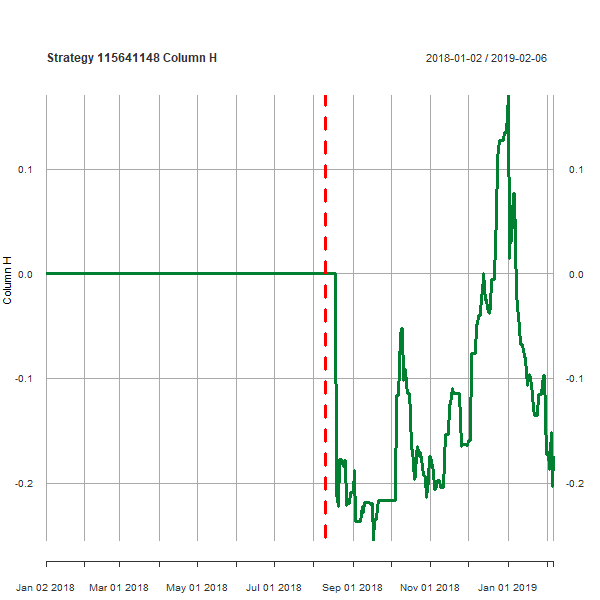 Strategy 115641148 Column H
2018-01-02 / 2019-02-06
Column H
0.1
0.1
0.0
0.0
-0.1
-0.1
-0.2
-0.2
Jan 02 2018
Mar 01 2018
May 01 2018
Jul 01 2018
Sep 01 2018
Nov 01 2018
Jan 01 2019